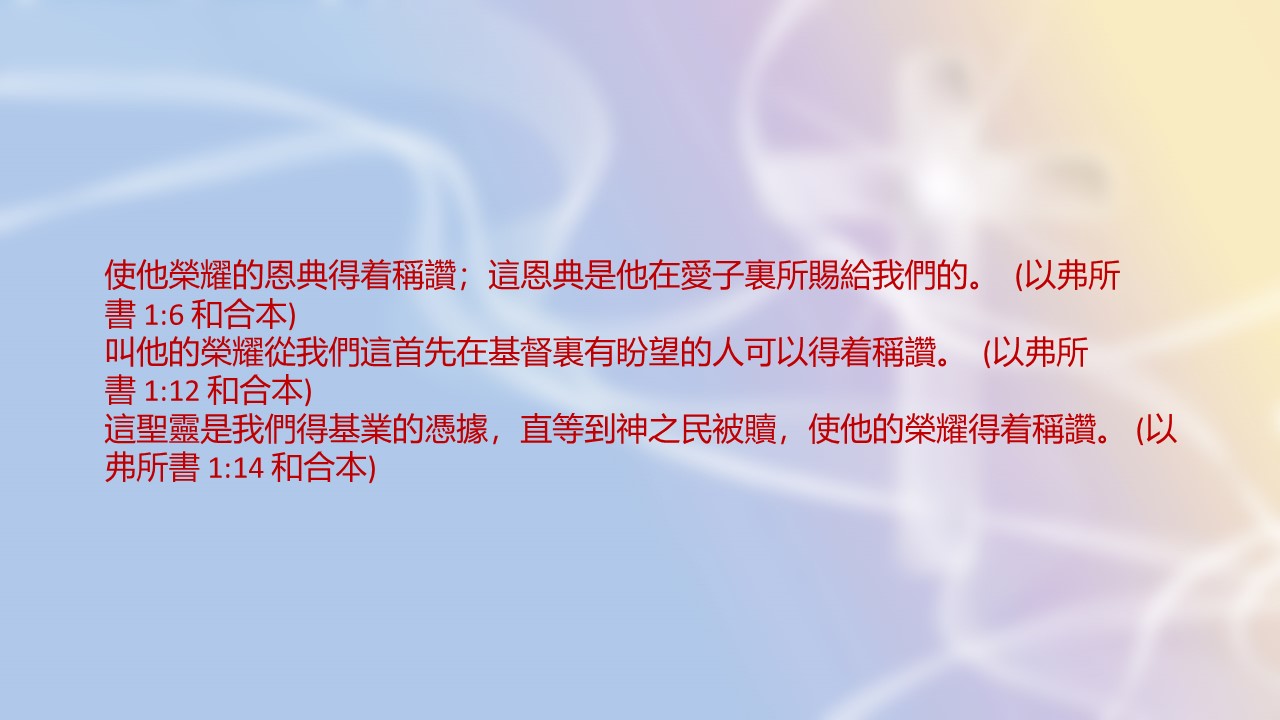 使他榮耀的恩典得着稱讚；這恩典是他在愛子裏所賜給我們的。 (以弗所
書 1:6 和合本)
叫他的榮耀從我們這首先在基督裏有盼望的人可以得着稱讚。 (以弗所
書 1:12 和合本)
這聖靈是我們得基業的憑據，直等到神之民被贖，使他的榮耀得着稱讚。 (以
弗所書 1:14 和合本)